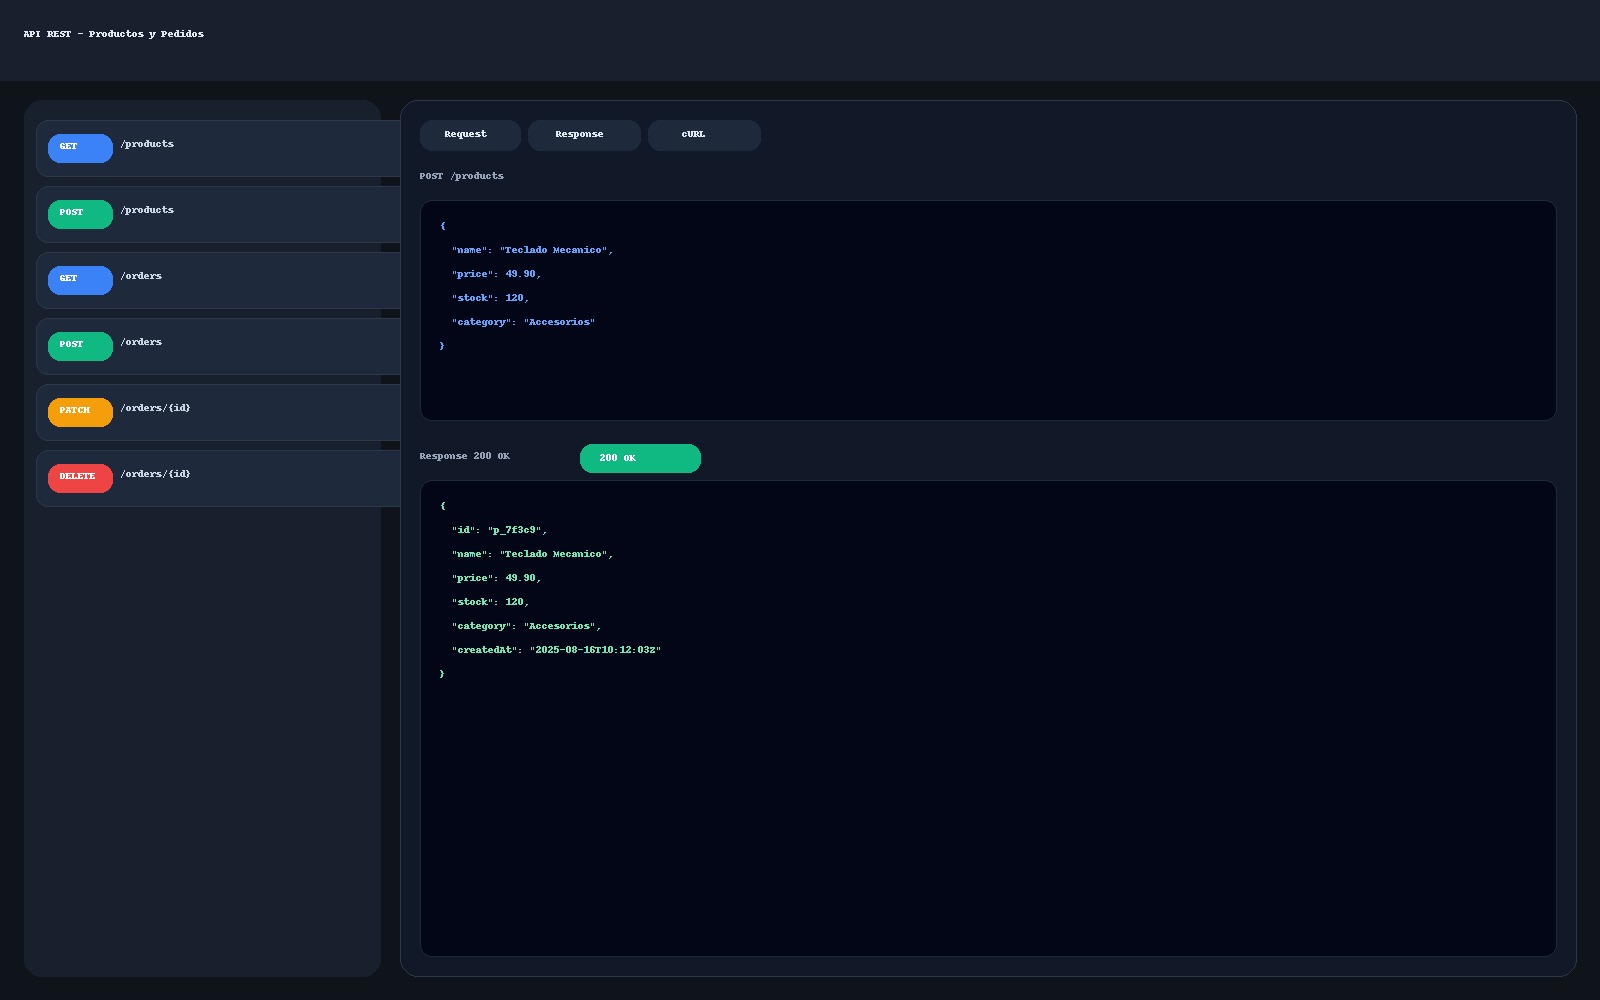 API REST - Productos y Pedidos
GET /products
POST /products
GET /orders
POST /orders
PATCH /orders/{id}
DELETE /orders/{id}
Request Response cURL
POST /products
{
"name": "Teclado Mecanico",
"price": 49.90,
"stock": 120,
"category": "Accesorios"
}
Response 200 OK 200 OK
{
"id": "p_7f3c9",
"name": "Teclado Mecanico",
"price": 49.90,
"stock": 120,
"category": "Accesorios",
"createdAt": "2025-08-16T10:12:03Z"
}